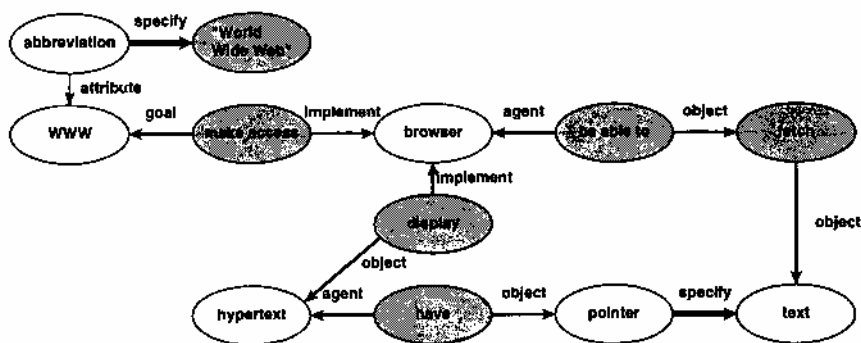 specify
abbreviation
"World
Wide Web"
attribute
goal
implement
agent
object
WWW
make access
browser
be able to
fetch
implement
display
object
object
agent
object
specify
hypertext
have
pointer
text